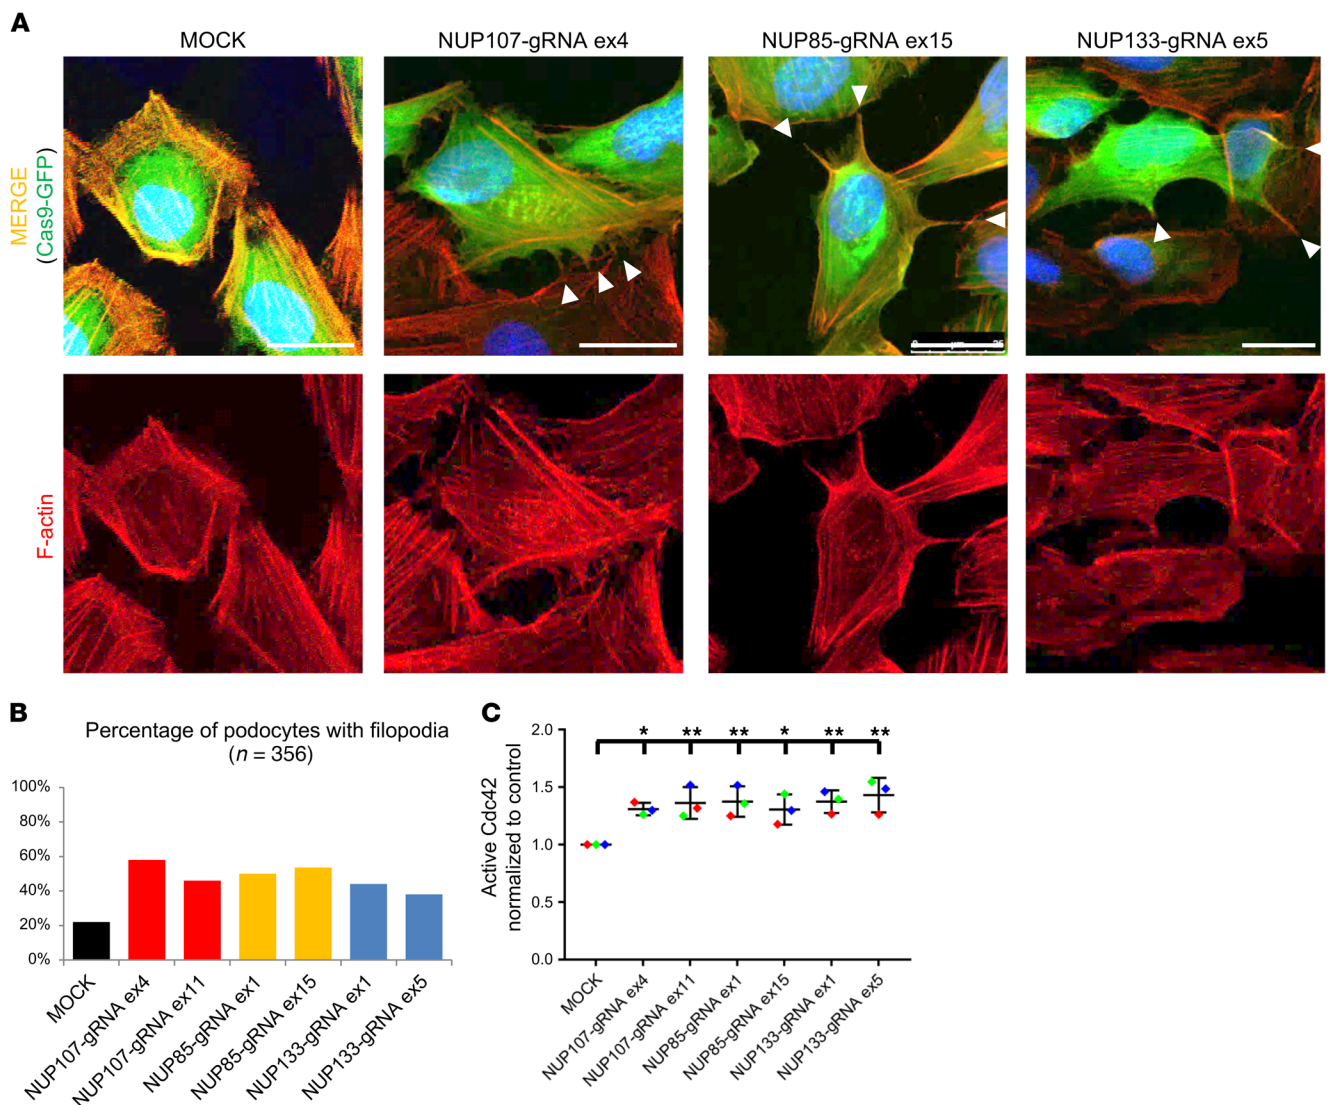 A
MOCK
NUP107-gRNA ex4
NUP85-gRNA ex15
NUP133-gRNA ex5
MERGE
(Cas9-GFP)
0 µm 25
F-actin
B
Percentage of podocytes with filopodia
(n = 356)
100%
80%
60%
40%
20%
0%
MOCK
NUP107-gRNA ex4
NUP107-gRNA ex11
NUP85-gRNA ex1
NUP85-gRNA ex15
NUP133-gRNA ex1
NUP133-gRNA ex5
C
Active Cdc42
normalized to control
2.0
1.5
1.0
0.5
0.0
* ** ** * ** **
MOCK
NUP107-gRNA ex4
NUP107-gRNA ex11
NUP85-gRNA ex1
NUP85-gRNA ex15
NUP133-gRNA ex1
NUP133-gRNA ex5